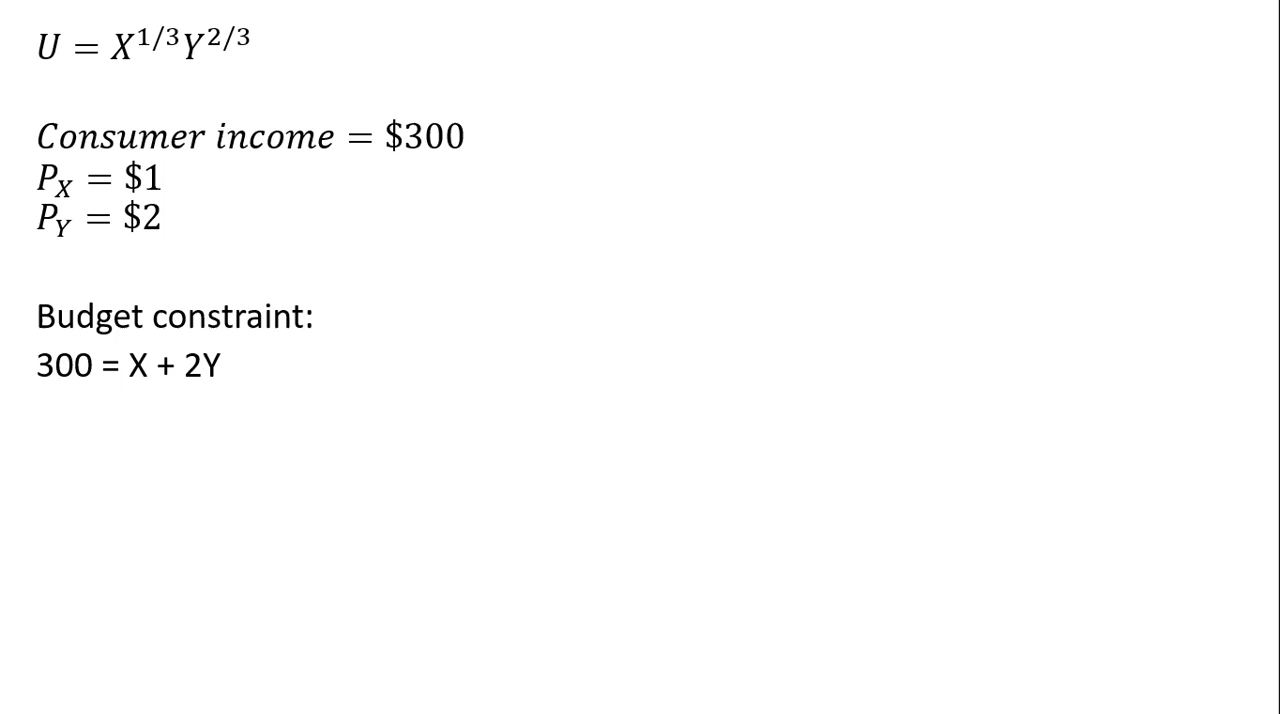 U = X^{1/3}Y^{2/3}
Consumer income = $300
P_X = $1
P_Y = $2
Budget constraint:
300 = X + 2Y